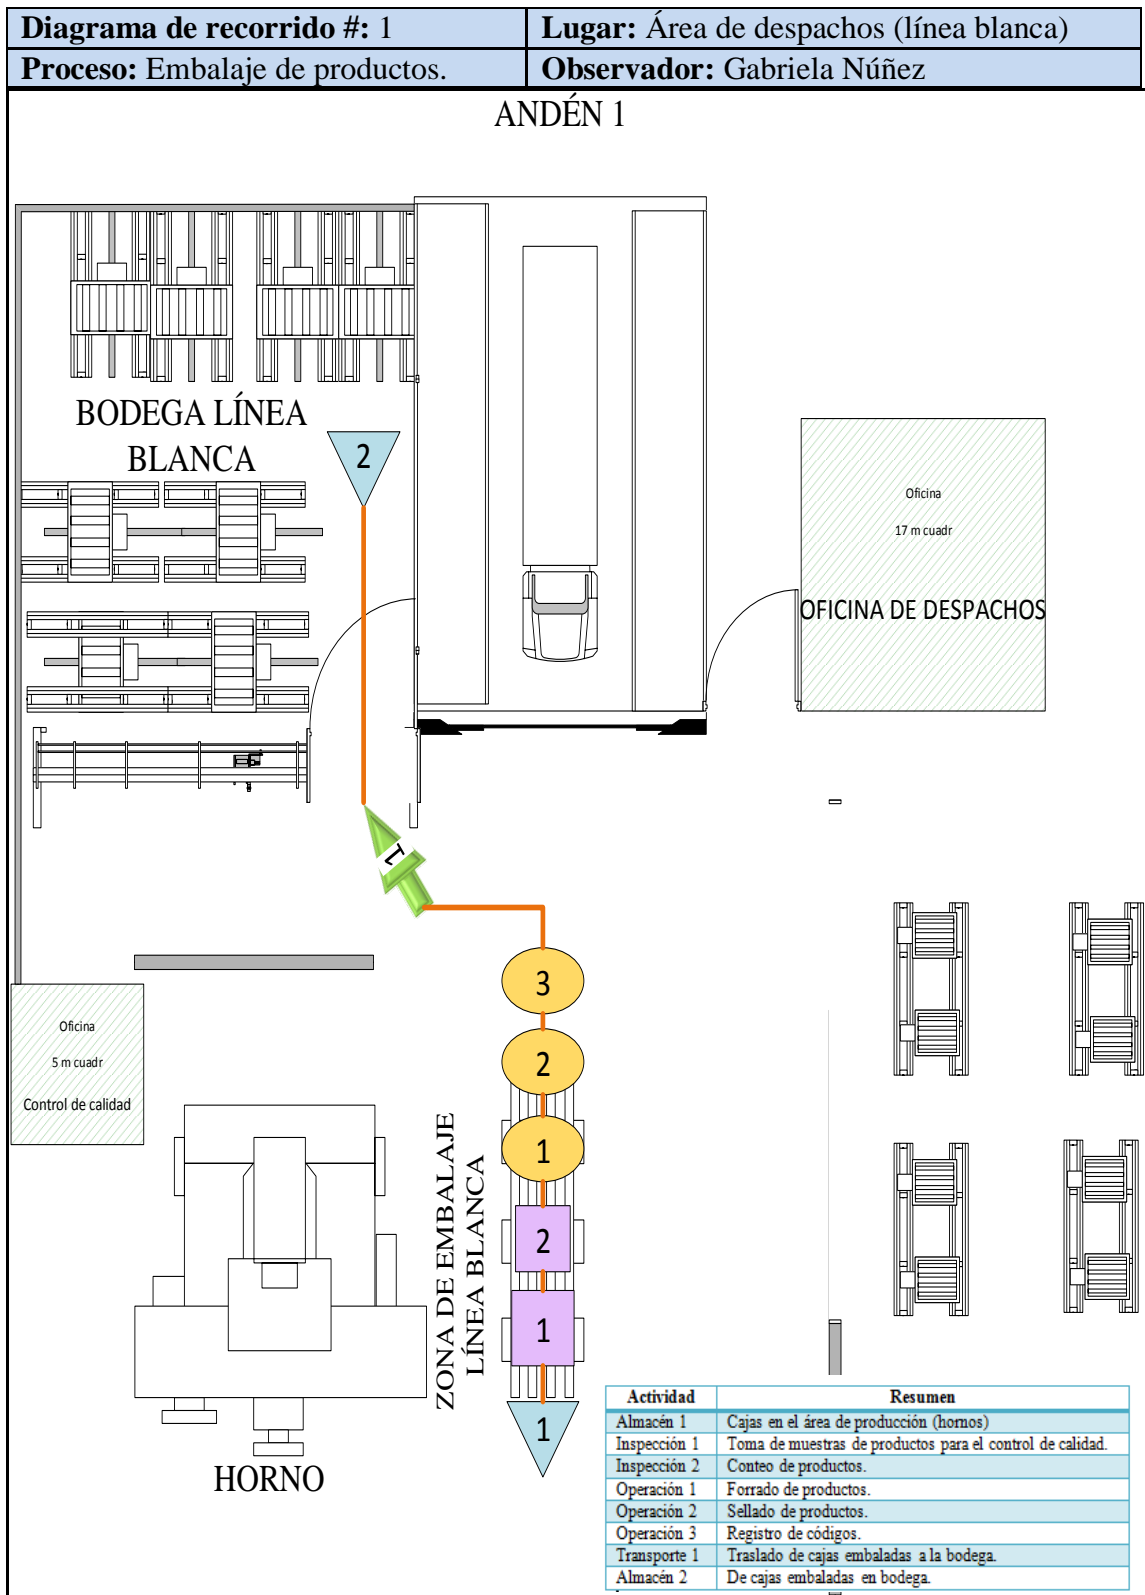 Diagrama de recorrido #: 1 Lugar: Área de despachos (línea blanca)
Proceso: Embalaje de productos. Observador: Gabriela Núñez
ANDÉN 1
BODEGA LÍNEA
BLANCA
2
Oficina
17 m cuadr
OFICINA DE DESPACHOS
1
3
2
1
2
1
1
Oficina
5 m cuadr
Control de calidad
ZONA DE EMBALAJE
LÍNEA BLANCA
HORNO
Actividad Resumen
Almacén 1 Cajas en el área de producción (hornos)
Inspección 1 Toma de muestras de productos para el control de calidad.
Inspección 2 Conteo de productos.
Operación 1 Forrado de productos.
Operación 2 Sellado de productos.
Operación 3 Registro de códigos.
Transporte 1 Traslado de cajas embaladas a la bodega.
Almacén 2 De cajas embaladas en bodega.